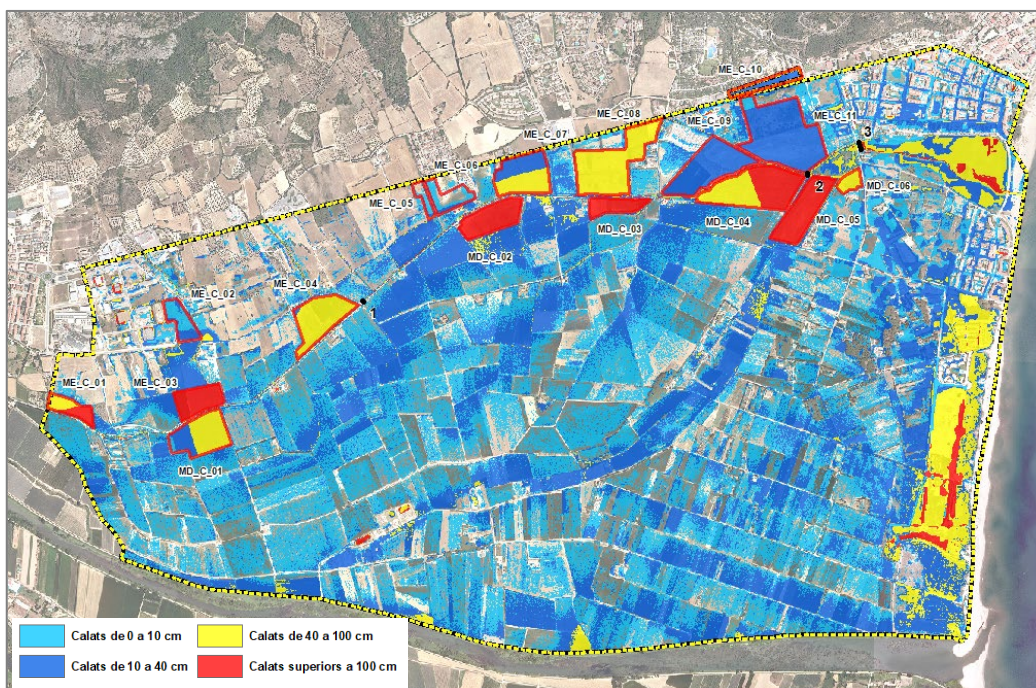 ME_C_10
ME_C_08
ME_C_09
ME_C_11
ME_C_07
3
ME_C_06
2
MD_C_06
ME_C_05
MD_C_04
MD_C_05
MD_C_03
MD_C_02
ME_C_04
ME_C_02
1
ME_C_01
ME_C_03
MD_C_01
Calats de 0 a 10 cm
Calats de 40 a 100 cm
Calats de 10 a 40 cm
Calats superiors a 100 cm